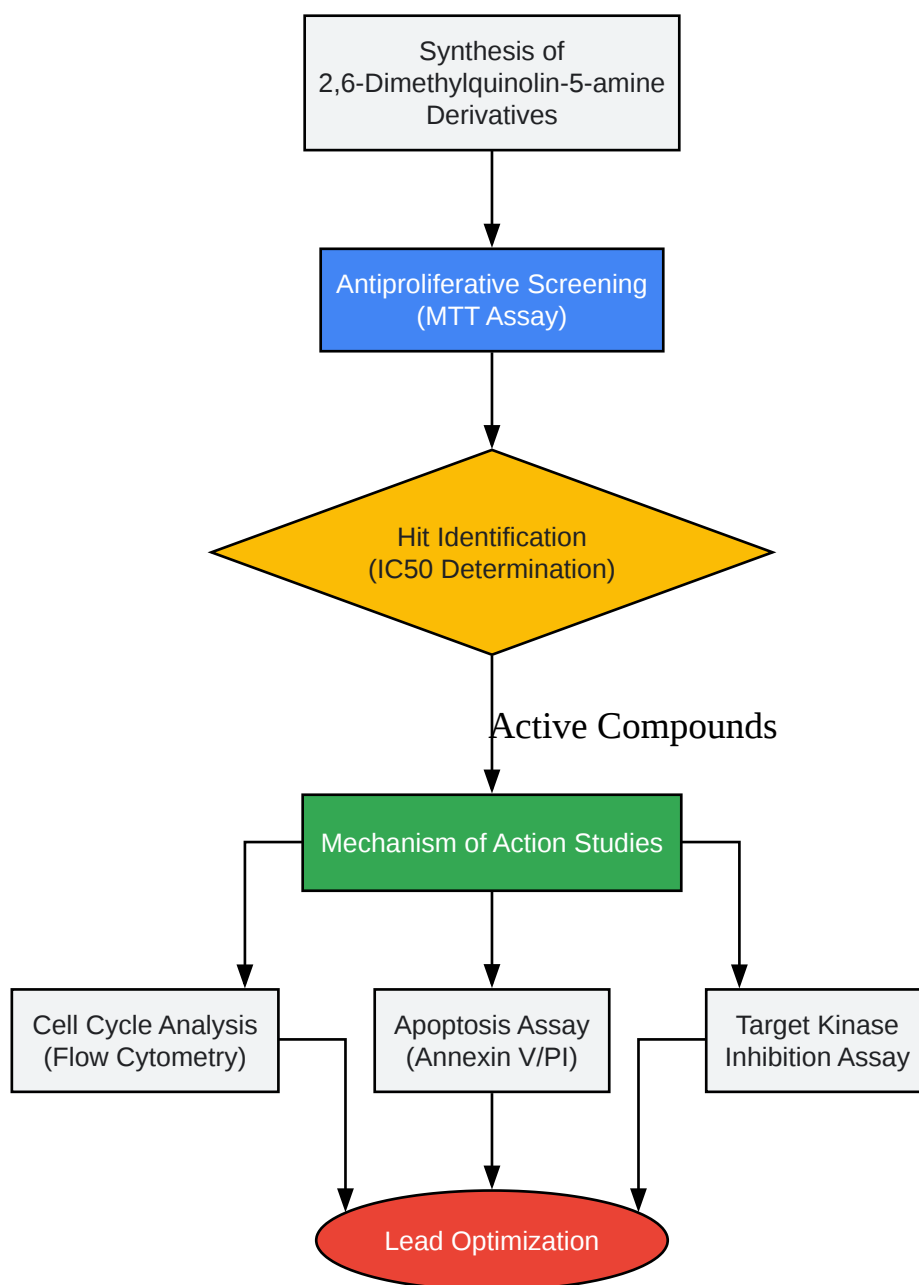 Synthesis of
2,6-Dimethylquinolin-5-amine
Derivatives
Antiproliferative Screening
(MTT Assay)
Hit Identification
(IC50 Determination)
Active Compounds
Mechanism of Action Studies
Cell Cycle Analysis
(Flow Cytometry)
Apoptosis Assay
(Annexin V/PI)
Target Kinase
Inhibition Assay
Lead Optimization